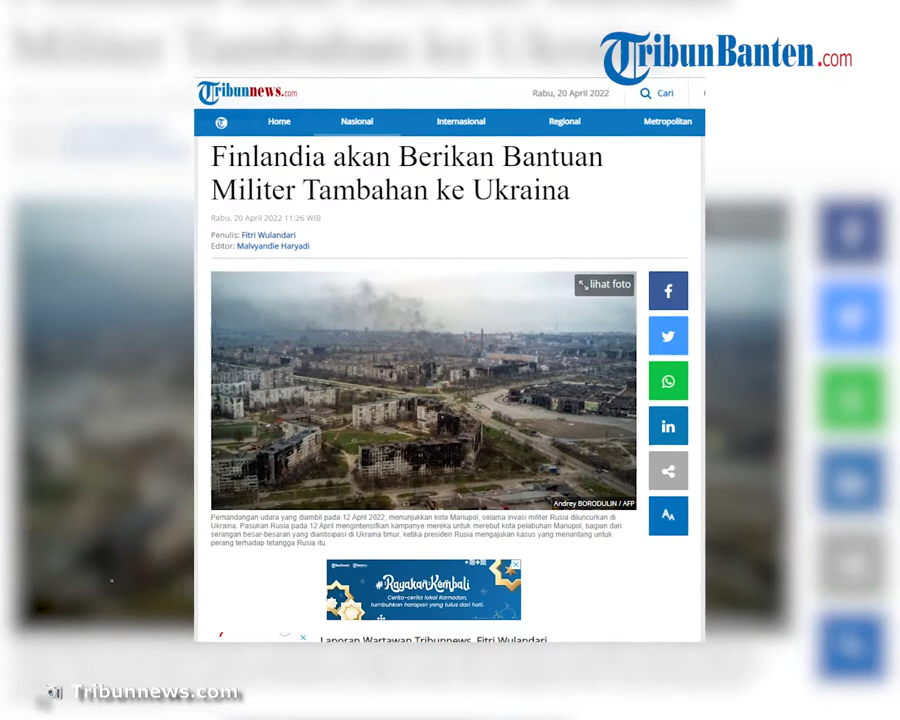 TribunBanten.com
Tribunnews.com
Rabu, 20 April 2022
Cari
Home
Nasional
Internasional
Regional
Metropolitan
Finlandia akan Berikan Bantuan
Militer Tambahan ke Ukraina
Rabu, 20 April 2022 11:26 WIB
Penulis: Fitri Wulandari
Editor: Malvyandie Haryadi
lihat foto
Andrey BORODULIN / AFP
Pemandangan udara yang diambil pada 12 April 2022, menunjukkan kota Mariupol, selama invasi militer Rusia diluncurkan di
Ukraina. Pasukan Rusia pada 12 April mengintensifkan kampanye mereka untuk merebut kota pelabuhan Mariupol, bagian dari
serangan besar-besaran yang diantisipasi di Ukraina timur, ketika presiden Rusia mengajukan kasus yang menantang untuk
perang terhadap tetangga Rusia itu.
#RayakanKembali
Cerita-cerita lokal Ramadan,
tumbuhkan harapan yang tulus dari hati.
Laporan Wartawan Tribunnews, Fitri Wulandari
Tribunnews.com